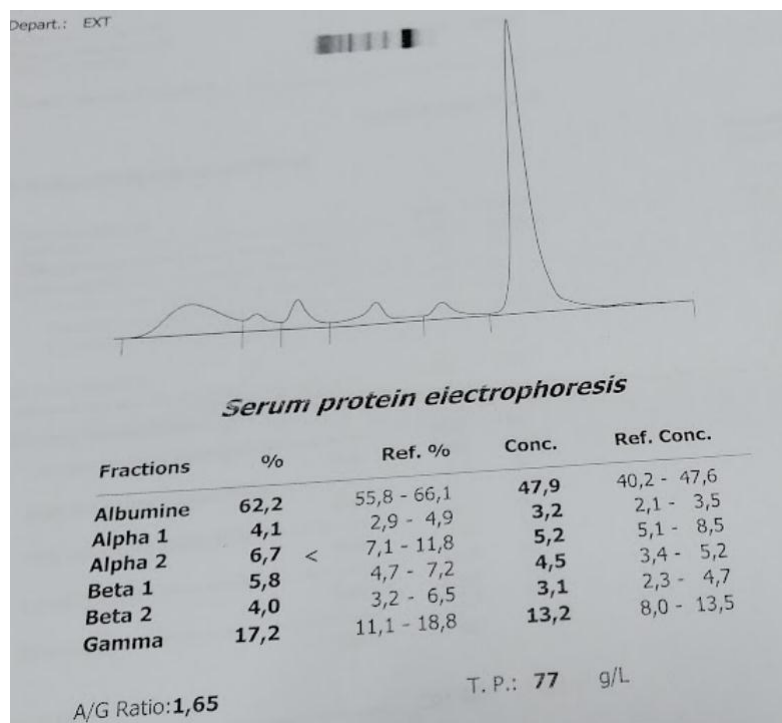 Depart.: EXT
Serum protein electrophoresis
Fractions % Ref. % Conc. Ref. Conc.
Albumine 62,2 55,8 - 66,1 47,9 40,2 - 47,6
Alpha 1 4,1 2,9 - 4,9 3,2 2,1 - 3,5
Alpha 2 6,7 < 7,1 - 11,8 5,2 5,1 - 8,5
Beta 1 5,8 4,7 - 7,2 4,5 3,4 - 5,2
Beta 2 4,0 3,2 - 6,5 3,1 2,3 - 4,7
Gamma 17,2 11,1 - 18,8 13,2 8,0 - 13,5
T. P.: 77 g/L
A/G Ratio:1,65